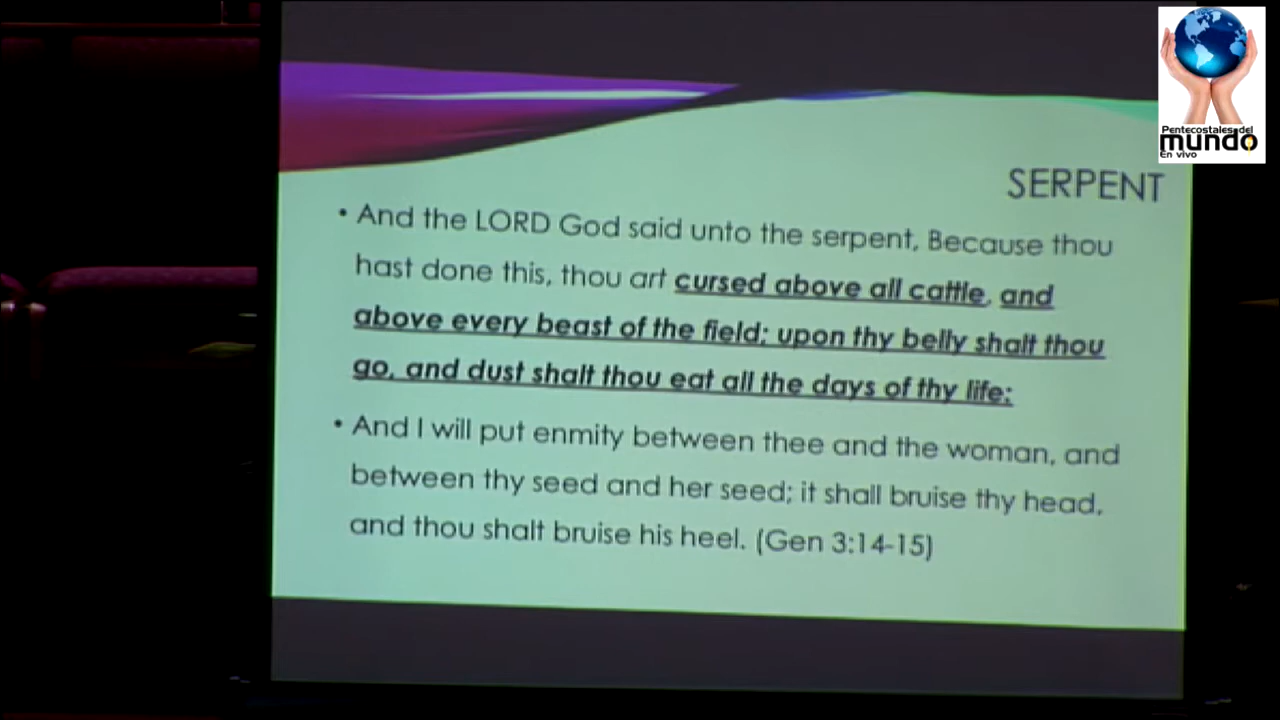 Pentecostales del
mundo
En vivo
SERPENT
• And the LORD God said unto the serpent, Because thou
hast done this, thou art cursed above all cattle, and
above every beast of the field; upon thy belly shalt thou
go, and dust shalt thou eat all the days of thy life:
• And I will put enmity between thee and the woman, and
between thy seed and her seed; it shall bruise thy head,
and thou shalt bruise his heel. (Gen 3:14-15)